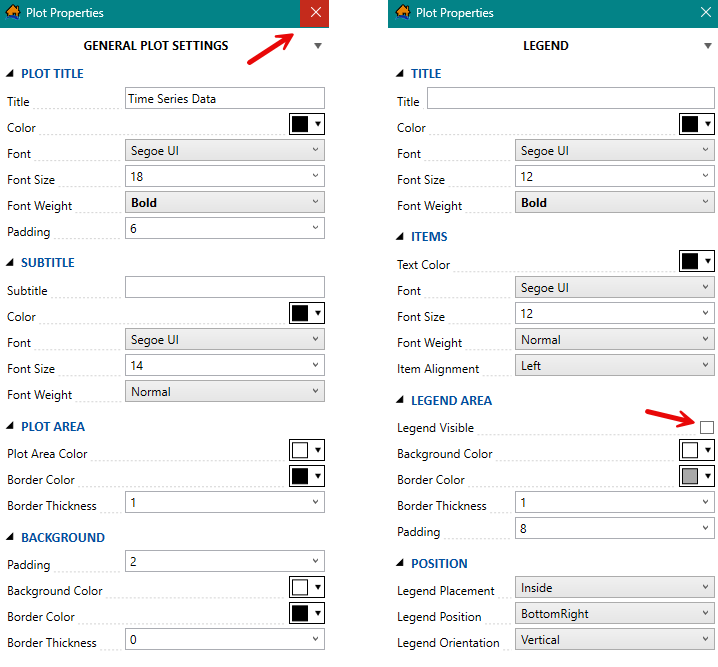 Plot Properties
GENERAL PLOT SETTINGS
PLOT TITLE
Title Time Series Data
Color
Font Segoe UI
Font Size 18
Font Weight Bold
Padding 6
SUBTITLE
Subtitle
Color
Font Segoe UI
Font Size 14
Font Weight Normal
PLOT AREA
Plot Area Color
Border Color
Border Thickness 1
BACKGROUND
Padding 2
Background Color
Border Color
Border Thickness 0
Plot Properties
LEGEND
TITLE
Title
Color
Font Segoe UI
Font Size 12
Font Weight Bold
ITEMS
Text Color
Font Segoe UI
Font Size 12
Font Weight Normal
Item Alignment Left
LEGEND AREA
Legend Visible
Background Color
Border Color
Border Thickness 1
Padding 8
POSITION
Legend Placement Inside
Legend Position BottomRight
Legend Orientation Vertical